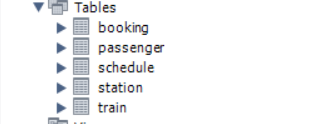 Tables
booking
passenger
schedule
station
train